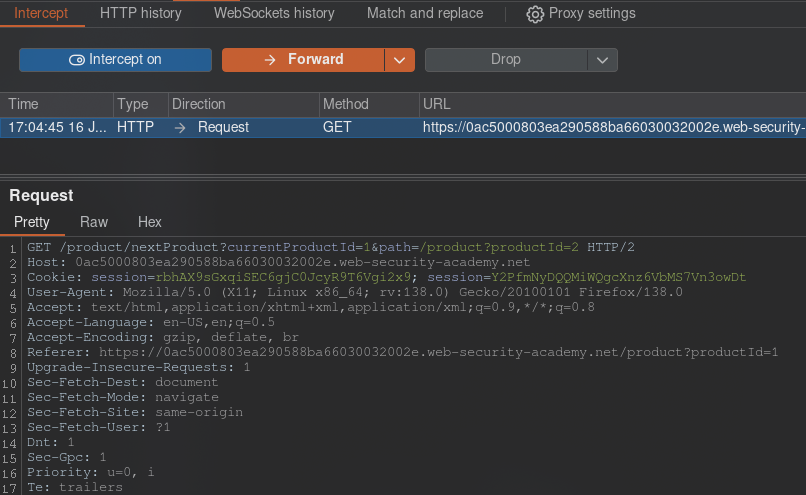 Intercept HTTP history WebSockets history Match and replace Proxy settings
Intercept on Forward Drop
Time Type Direction Method URL
17:04:45 16 J... HTTP Request GET https://0ac5000803ea290588ba66030032002e.web-security-
Request
Pretty Raw Hex
1 GET /product/nextProduct?currentProductId=1&path=/product?productId=2 HTTP/2
2 Host: 0ac5000803ea290588ba66030032002e.web-security-academy.net
3 Cookie: session=rbhAX9sGxqiSEC6gjC0JcyR9T6Vgi2x9; session=Y2PfmNyDQQMiWQgcXnz6VbMS7Vn3owDt
4 User-Agent: Mozilla/5.0 (X11; Linux x86_64; rv:138.0) Gecko/20100101 Firefox/138.0
5 Accept: text/html,application/xhtml+xml,application/xml;q=0.9,*/*;q=0.8
6 Accept-Language: en-US,en;q=0.5
7 Accept-Encoding: gzip, deflate, br
8 Referer: https://0ac5000803ea290588ba66030032002e.web-security-academy.net/product?productId=1
9 Upgrade-Insecure-Requests: 1
10 Sec-Fetch-Dest: document
11 Sec-Fetch-Mode: navigate
12 Sec-Fetch-Site: same-origin
13 Sec-Fetch-User: ?1
14 Dnt: 1
15 Sec-Gpc: 1
16 Priority: u=0, i
17 Te: trailers